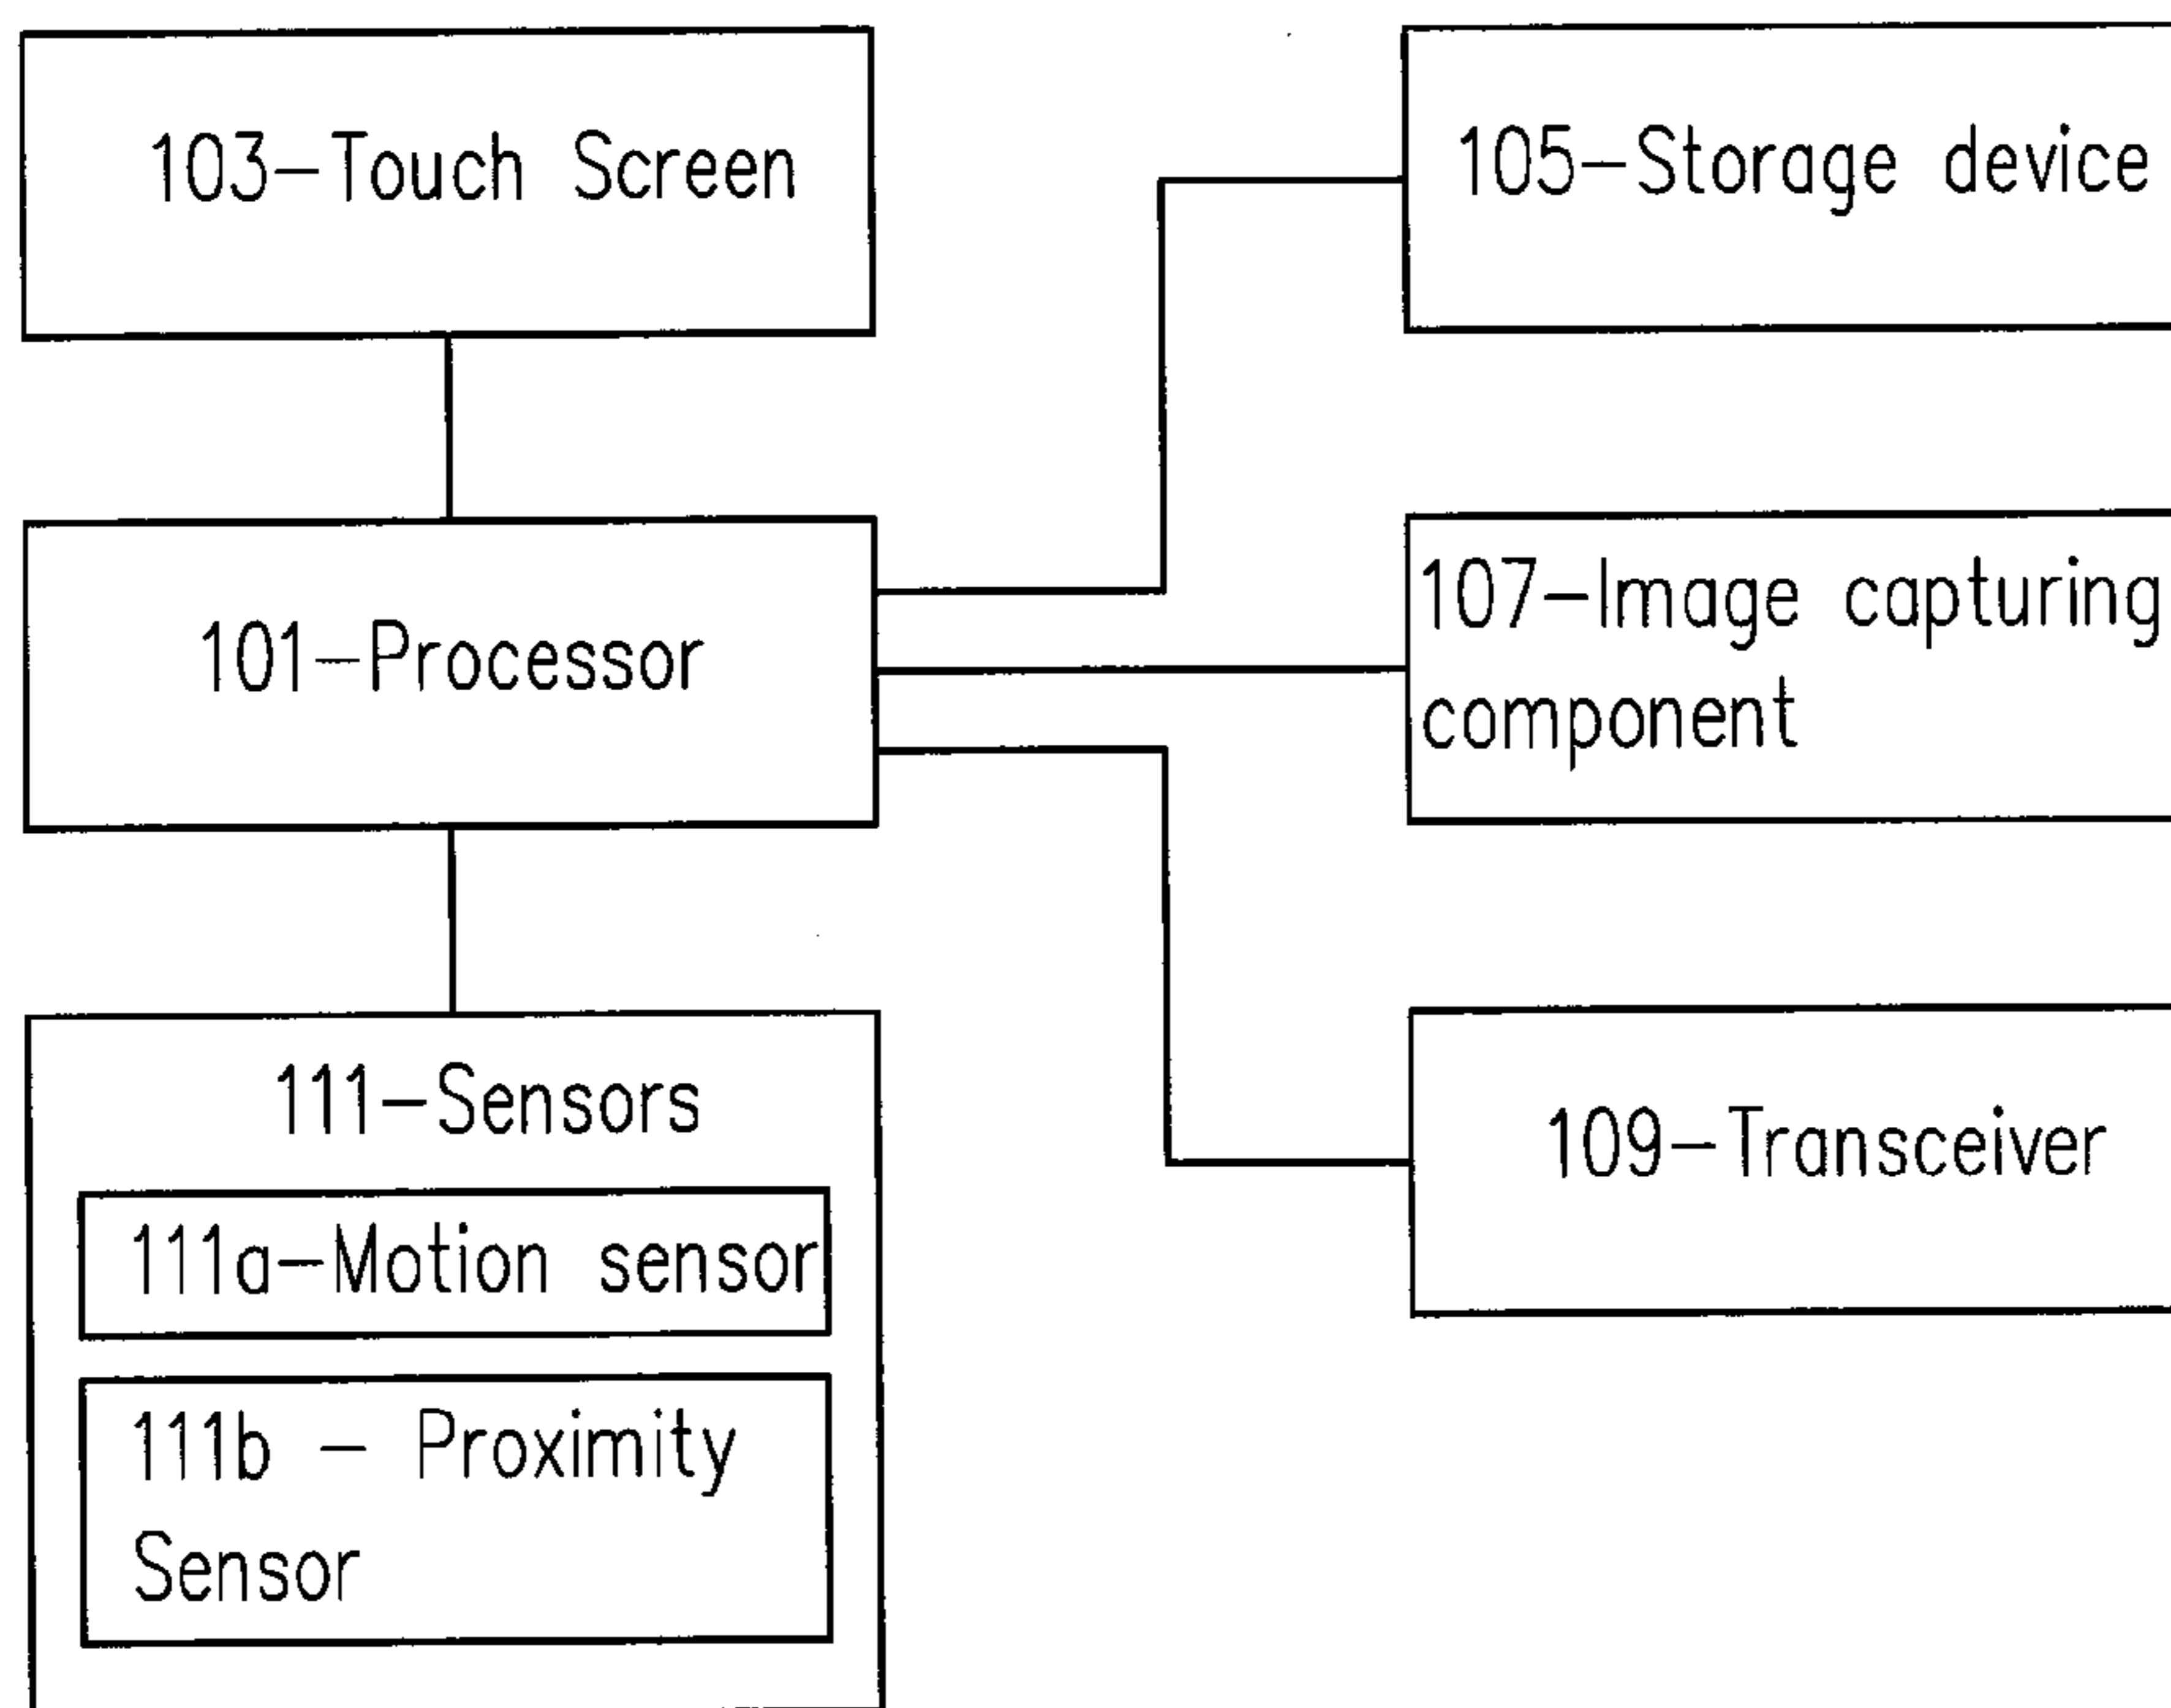 103-Touch Screen
105-Storage device
101-Processor
107-Image capturing
component
111-Sensors
111a-Motion sensor
111b - Proximity
Sensor
109-Transceiver